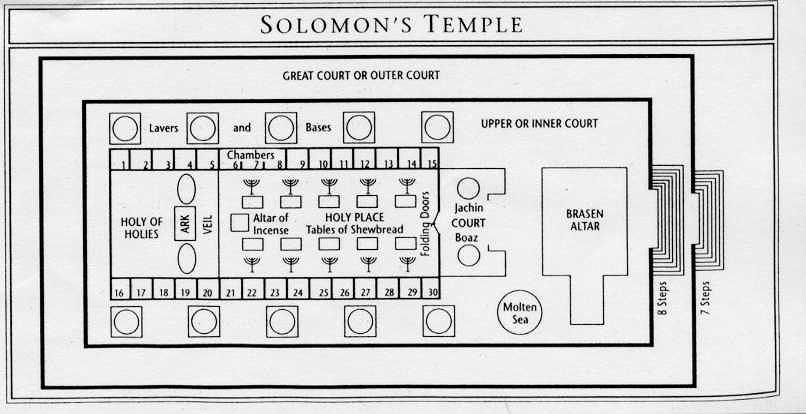 SOLOMON'S TEMPLE
GREAT COURT OR OUTER COURT
Lavers and Bases
UPPER OR INNER COURT
Chambers
1 2 3 4 5 6 7 8 9 10 11 12 13 14 15
HOLY OF
HOLIES
ARK
VEIL
Altar of
Incense
HOLY PLACE
Tables of Shewbread
Folding Doors
Jachin
COURT
Boaz
BRASEN
ALTAR
16 17 18 19 20 21 22 23 24 25 26 27 28 29 30
Molten
Sea
8 Steps
7 Steps